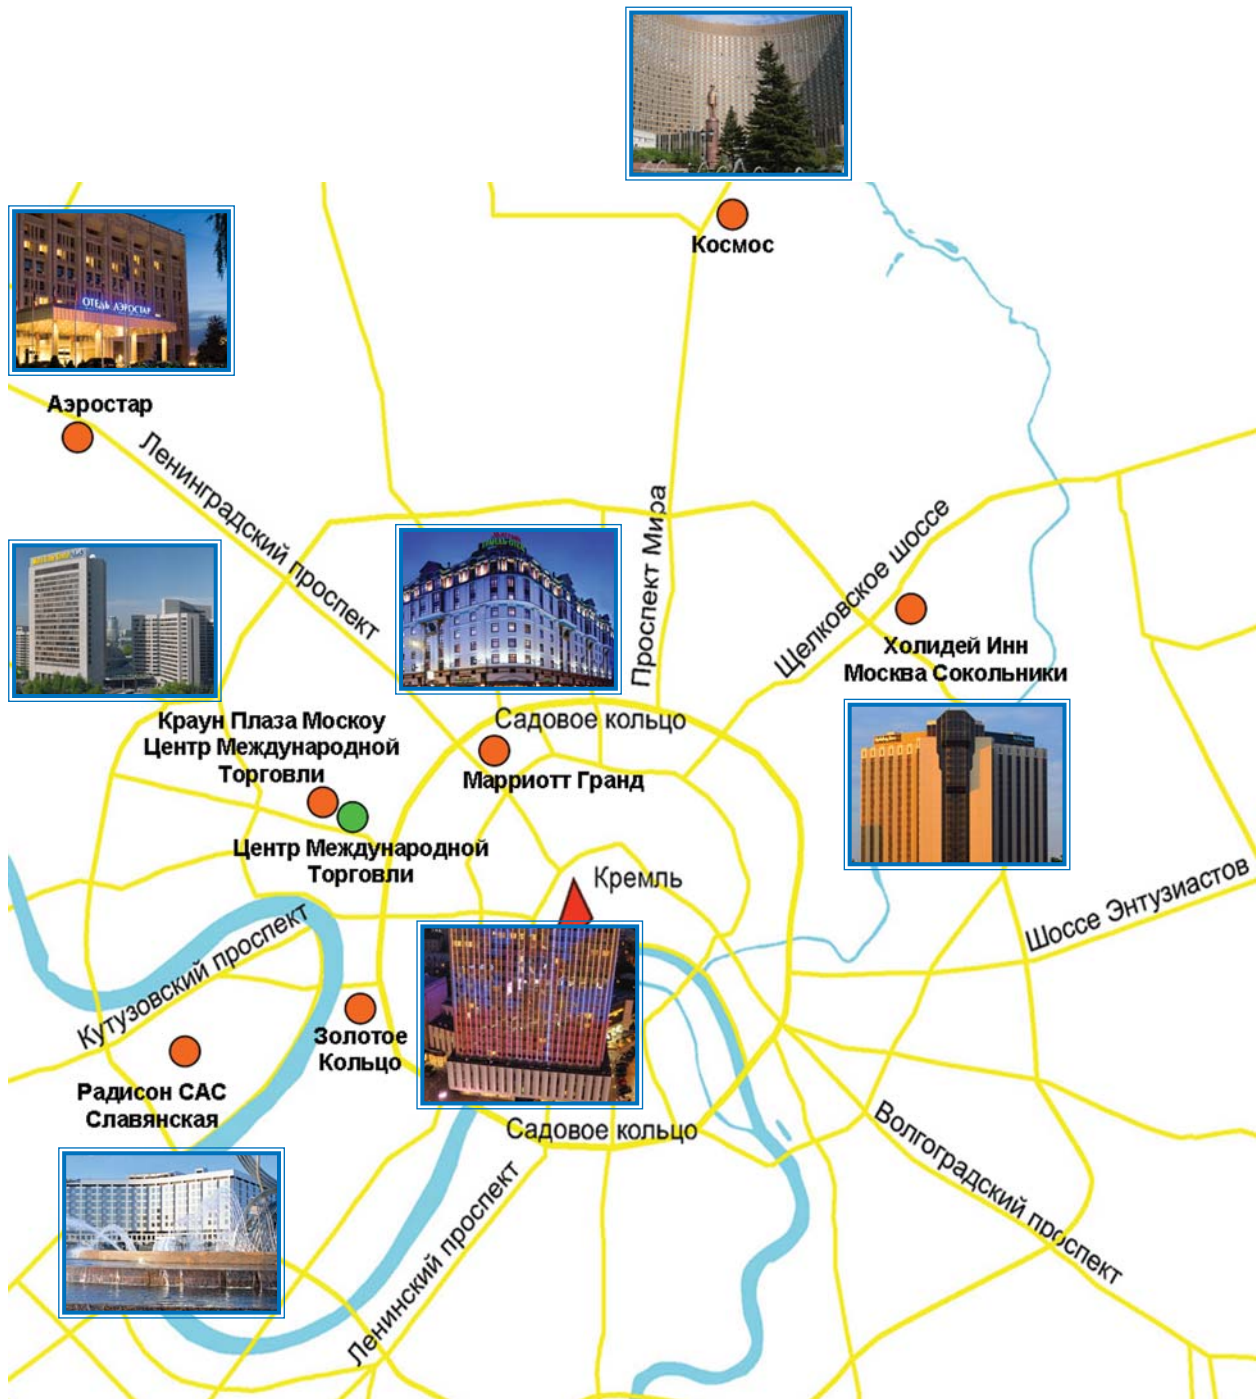 Космос
ОТЕЛЬ АЭРОСТАР
Аэростар
Ленинградский проспект
Проспект Мира
Щелковское шоссе
Холидей Инн
Москва Сокольники
Садовое кольцо
Краун Плаза Москоу
Центр Международной
Торговли
Марриотт Гранд
Центр Международной
Торговли
Кремль
Шоссе Энтузиастов
Кутузовский проспект
Золотое
Кольцо
Радисон САС
Славянская
Садовое кольцо
Волгоградский проспект
Ленинский проспект